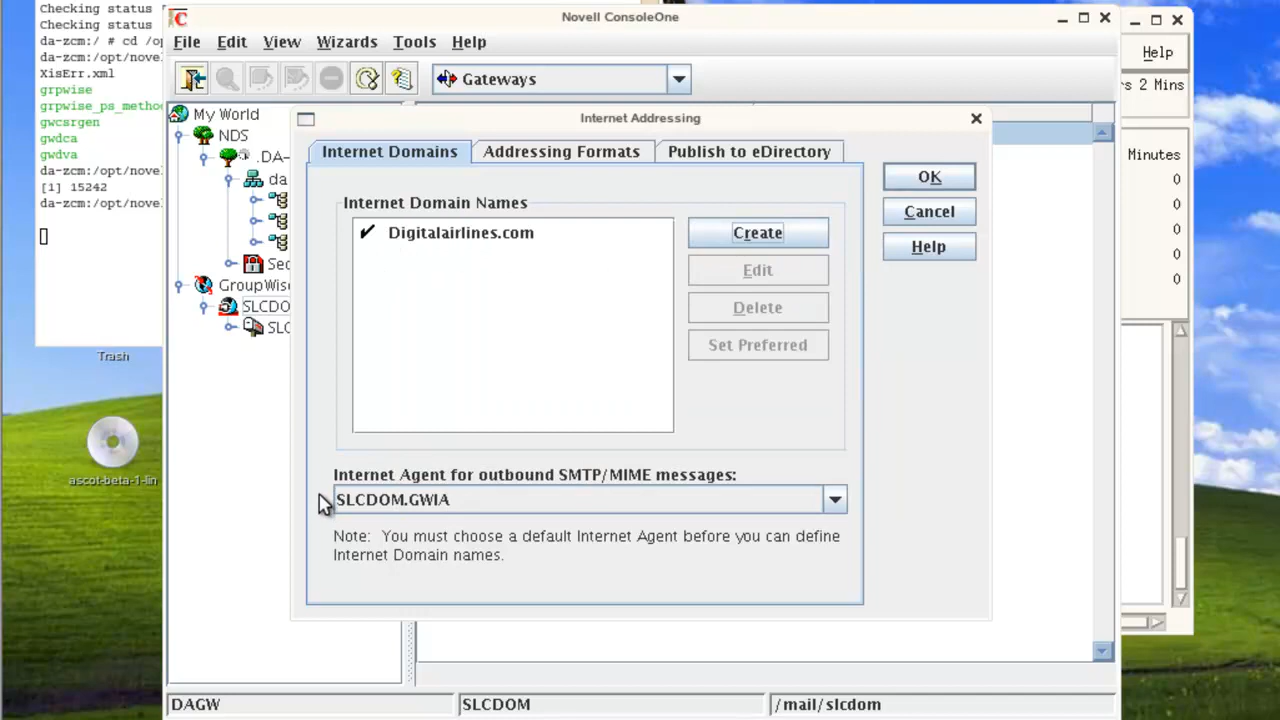 Checking status
Checking status
da-zcm:/ # cd /op
da-zcm:/opt/nove
XisErr.xml
grpwise
grpwise_ps_metho
gwcsrgen
gwdca
gwdva
da-zcm:/opt/nove
[1] 15242
da-zcm:/opt/nove
Trash
ascot-beta-1-lin
Novell ConsoleOne
File Edit View Wizards Tools Help
Gateways
My World
NDS
.DA-
da
Sec
GroupWis
SLCDO
SLC
Internet Addressing
Internet Domains
Addressing Formats
Publish to eDirectory
Internet Domain Names
Digitalairlines.com
Create
Edit
Delete
Set Preferred
OK
Cancel
Help
Internet Agent for outbound SMTP/MIME messages:
SLCDOM.GWIA
Note: You must choose a default Internet Agent before you can define
Internet Domain names.
DAGW
SLCDOM
/mail/slcdom
Help
s 2 Mins
Minutes
0
0
0
0
0